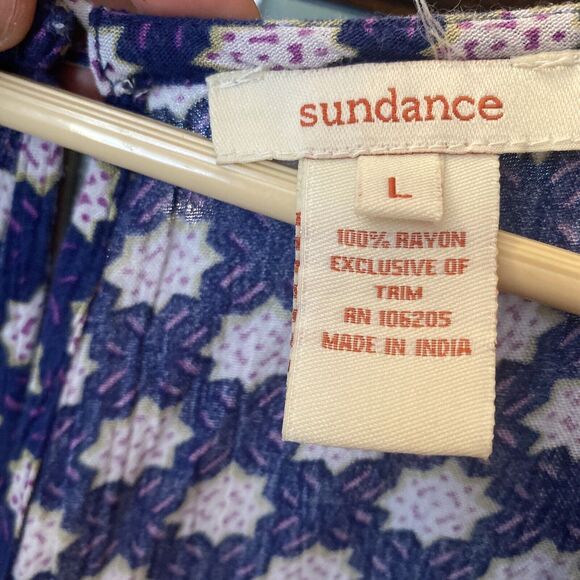 sundance
L
100% RAYON
EXCLUSIVE OF
TRIM
RN 106205
MADE IN INDIA